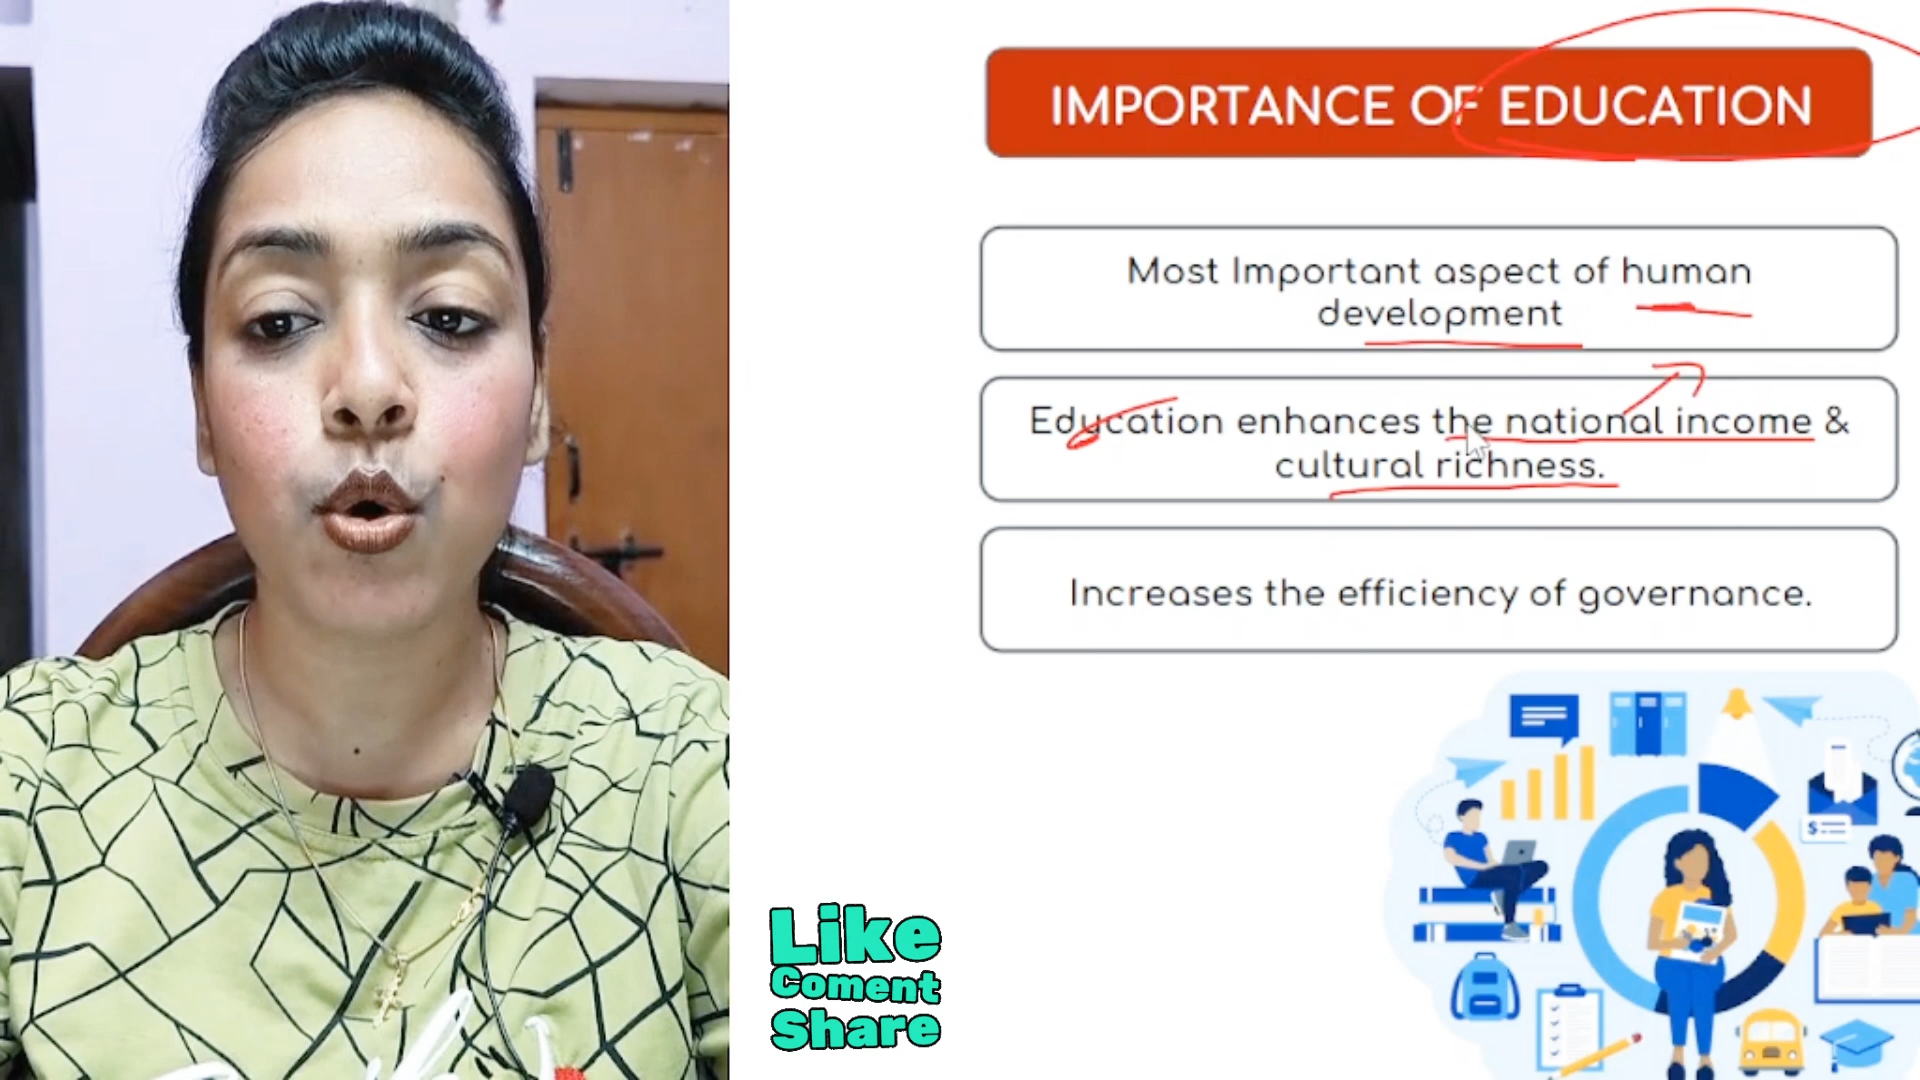 IMPORTANCE OF EDUCATION
Most Important aspect of human
development
Education enhances the national income &
cultural richness.
Increases the efficiency of governance.
Like
Coment
Share